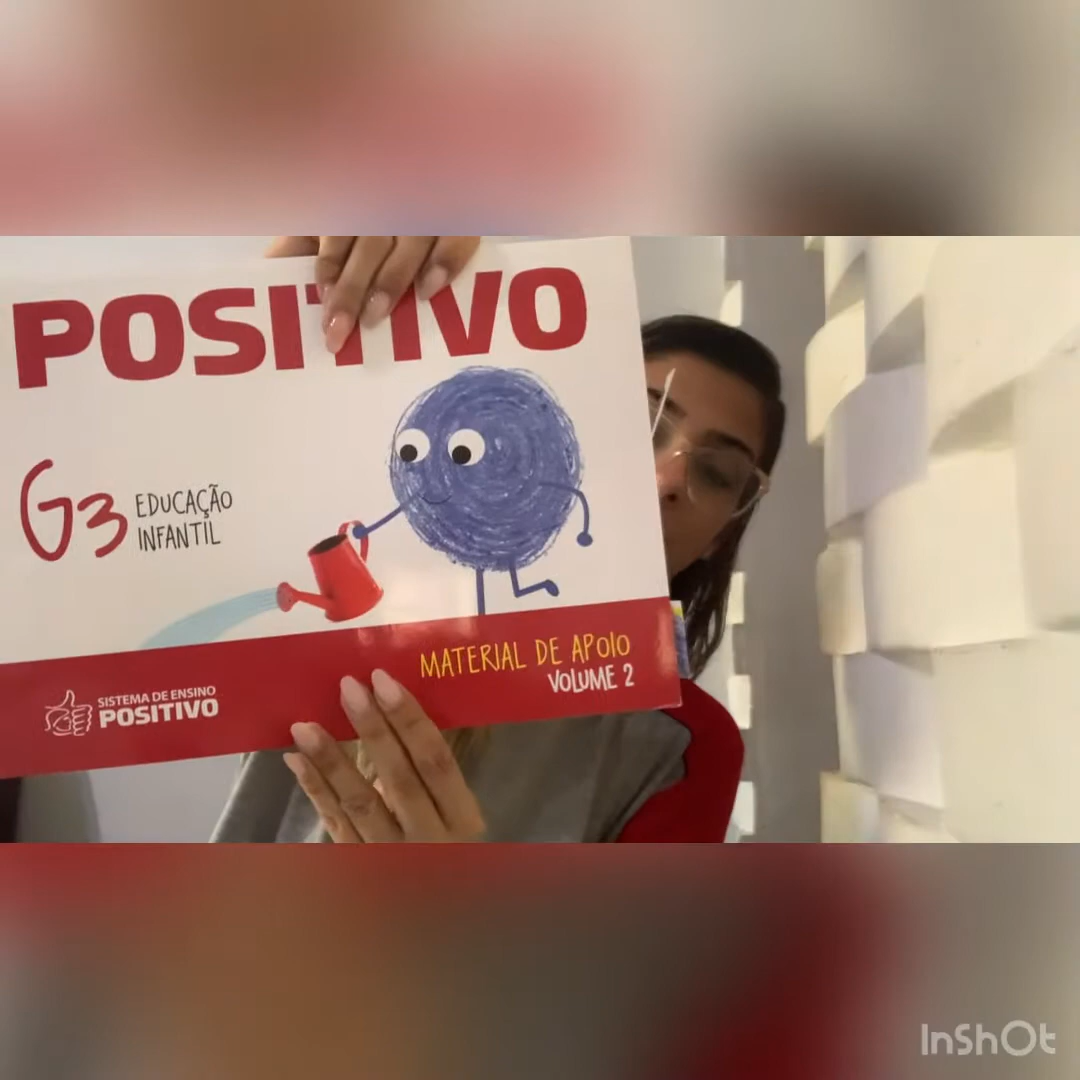 POSITIVO
G3
EDUCAÇÃO
INFANTIL
MATERIAL DE APOIO
VOLUME 2
SISTEMA DE ENSINO
POSITIVO
InShOt